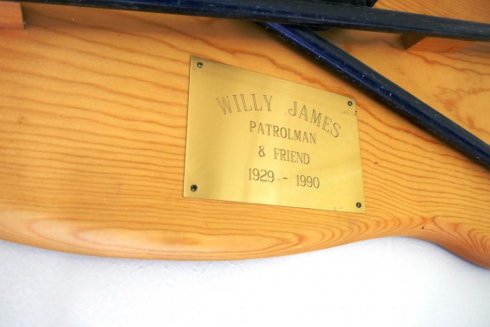 WILLY JAMES
PATROLMAN
& FRIEND
1929 - 1990